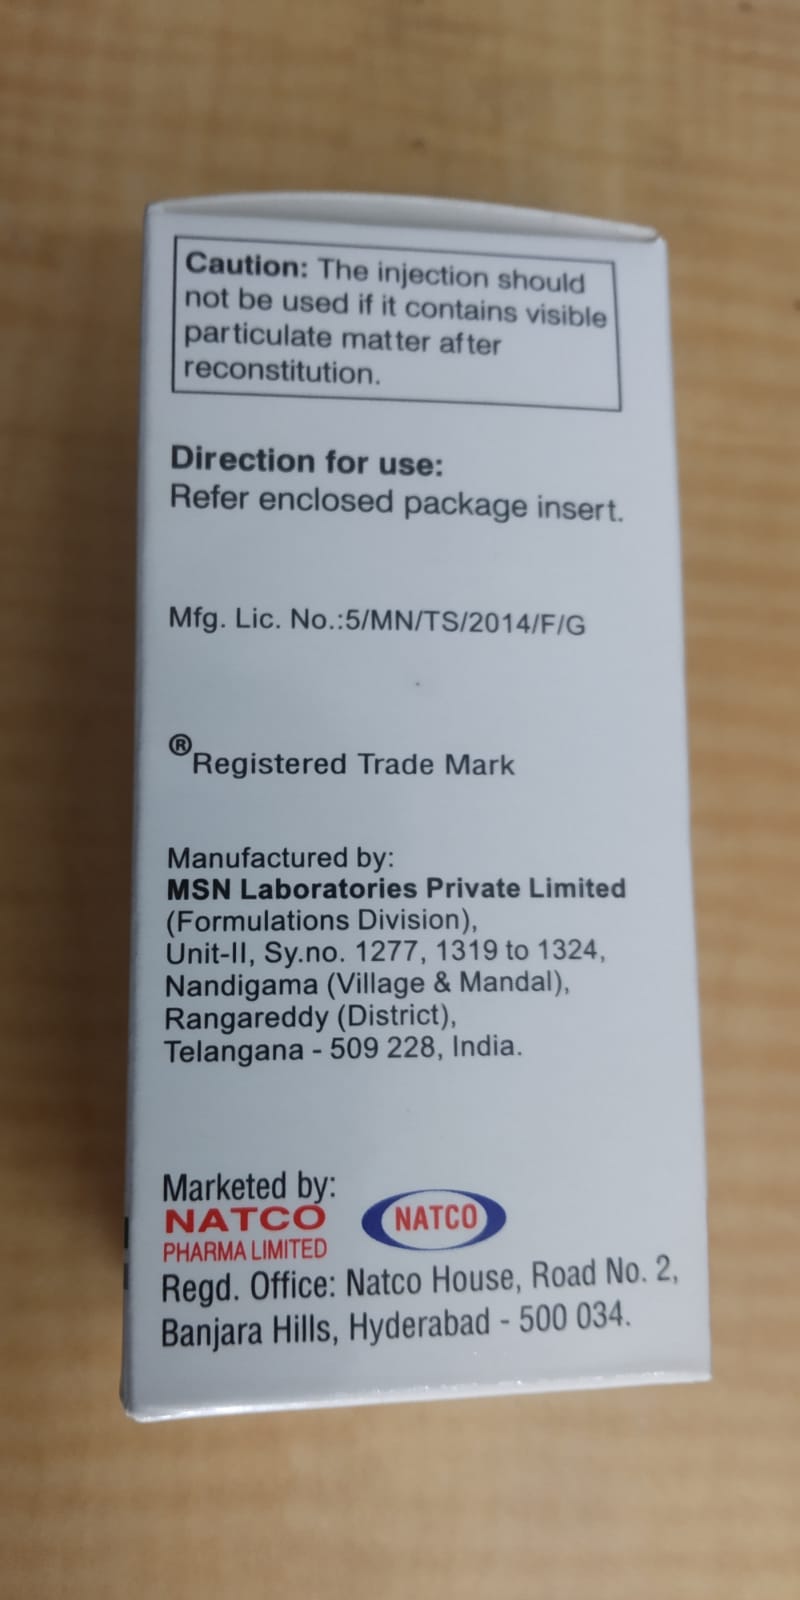 Caution: The injection should
not be used if it contains visible
particulate matter after
reconstitution.
Direction for use:
Refer enclosed package insert.
Mfg. Lic. No.:5/MN/TS/2014/F/G
®Registered Trade Mark
Manufactured by:
MSN Laboratories Private Limited
(Formulations Division),
Unit-II, Sy.no. 1277, 1319 to 1324,
Nandigama (Village & Mandal),
Rangareddy (District),
Telangana - 509 228, India.
Marketed by:
NATCO
PHARMA LIMITED
NATCO
Regd. Office: Natco House, Road No. 2,
Banjara Hills, Hyderabad - 500 034.